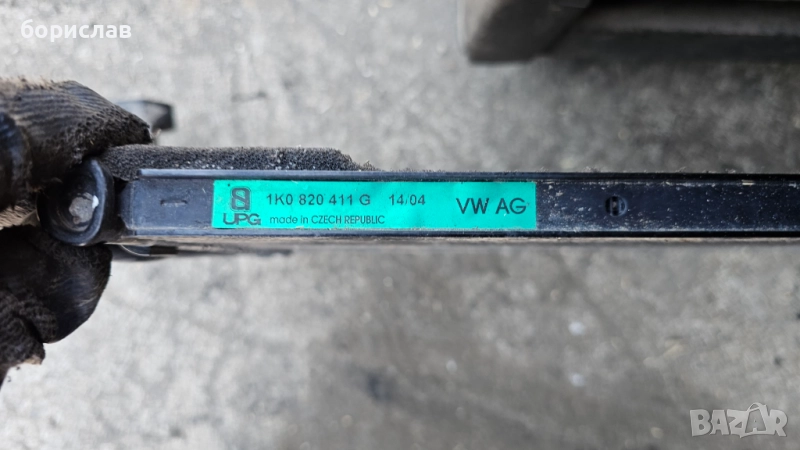 борислав
1K0 820 411 G 14/04 VW AG
UPG made in CZECH REPUBLIC
BAZAR